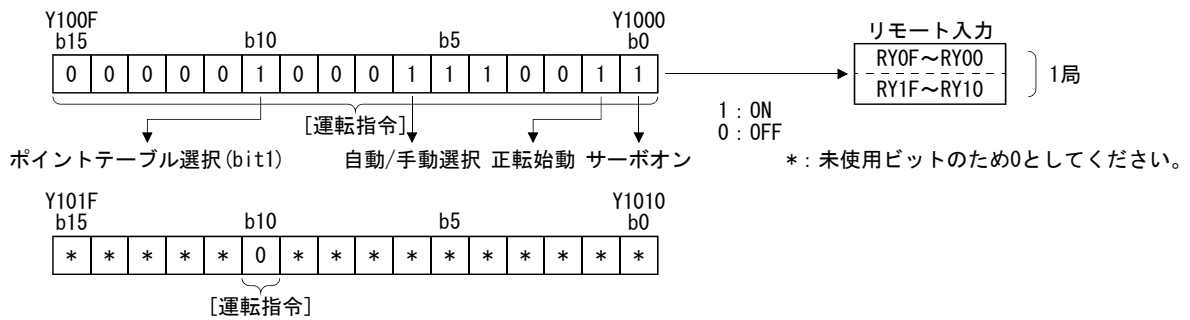 Y100F Y1000
b15 b10 b5 b0
0 0 0 0 0 1 0 0 0 1 1 1 0 0 1 1
[運転指令]
ポイントテーブル選択(bit1) 自動/手動選択 正転始動 サーボオン
リモート入力
RY0F～RY00
RY1F～RY10
1局
1：ON
0：OFF
*：未使用ビットのため0としてください。
Y101F Y1010
b15 b10 b5 b0
* * * * * 0 * * * * * * * * * *
[運転指令]